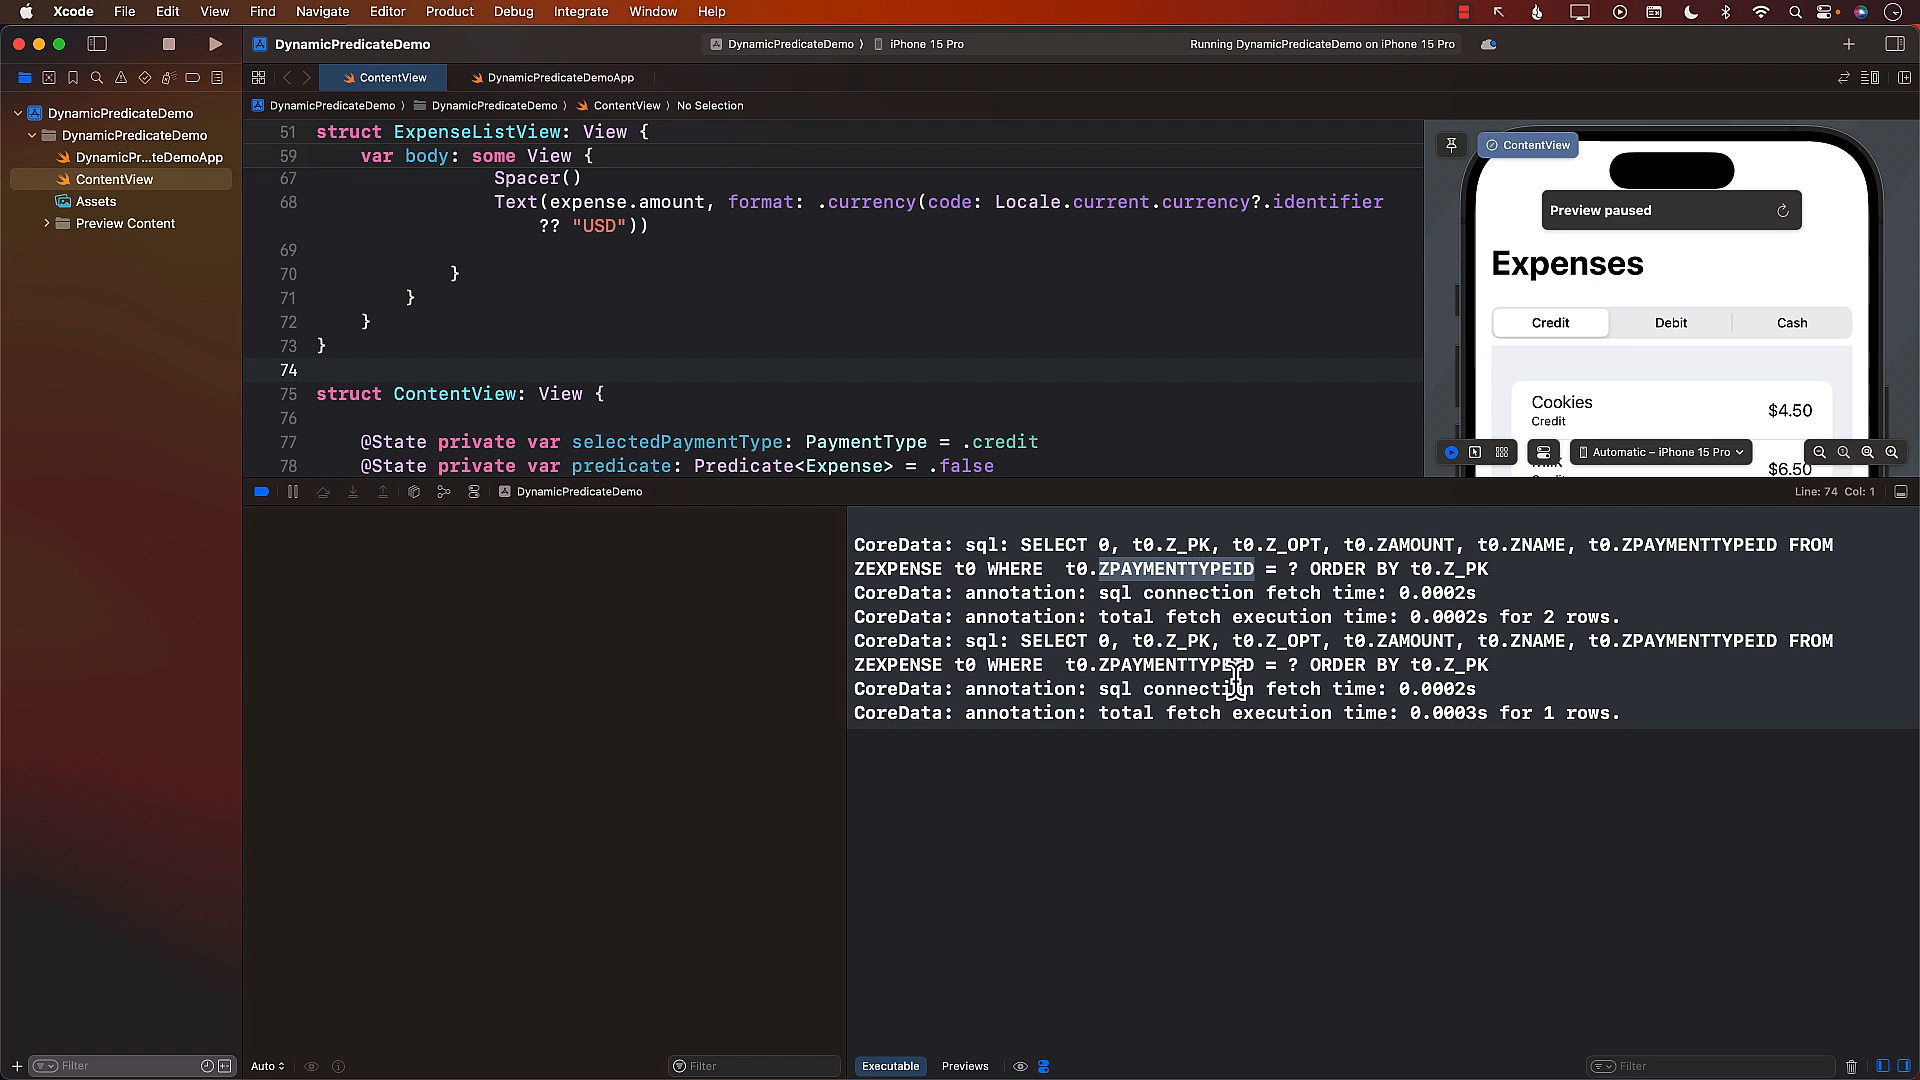 Xcode File Edit View Find Navigate Editor Product Debug Integrate Window Help
DynamicPredicateDemo
DynamicPredicateDemo 〉 iPhone 15 Pro
Running DynamicPredicateDemo on iPhone 15 Pro
ContentView
DynamicPredicateDemoApp
DynamicPredicateDemo 〉 DynamicPredicateDemo 〉 ContentView 〉 No Selection
DynamicPredicateDemo
DynamicPredicateDemo
DynamicPr...teDemoApp
ContentView
Assets
Preview Content
51 struct ExpenseListView: View {
59 var body: some View {
67 Spacer()
68 Text(expense.amount, format: .currency(code: Locale.current.currency?.identifier
?? "USD"))
69
70 }
71 }
72 }
73 }
74
75 struct ContentView: View {
76
77 @State private var selectedPaymentType: PaymentType = .credit
78 @State private var predicate: Predicate<Expense> = .false
ContentView
Preview paused
Expenses
Credit Debit Cash
Cookies
Credit
$4.50
$6.50
Automatic – iPhone 15 Pro
DynamicPredicateDemo
Line: 74 Col: 1
CoreData: sql: SELECT 0, t0.Z_PK, t0.Z_OPT, t0.ZAMOUNT, t0.ZNAME, t0.ZPAYMENTTYPEID FROM
ZEXPENSE t0 WHERE t0.ZPAYMENTTYPEID = ? ORDER BY t0.Z_PK
CoreData: annotation: sql connection fetch time: 0.0002s
CoreData: annotation: total fetch execution time: 0.0002s for 2 rows.
CoreData: sql: SELECT 0, t0.Z_PK, t0.Z_OPT, t0.ZAMOUNT, t0.ZNAME, t0.ZPAYMENTTYPEID FROM
ZEXPENSE t0 WHERE t0.ZPAYMENTTYPEID = ? ORDER BY t0.Z_PK
CoreData: annotation: sql connection fetch time: 0.0002s
CoreData: annotation: total fetch execution time: 0.0003s for 1 rows.
Filter
Auto
Filter
Executable Previews
Filter